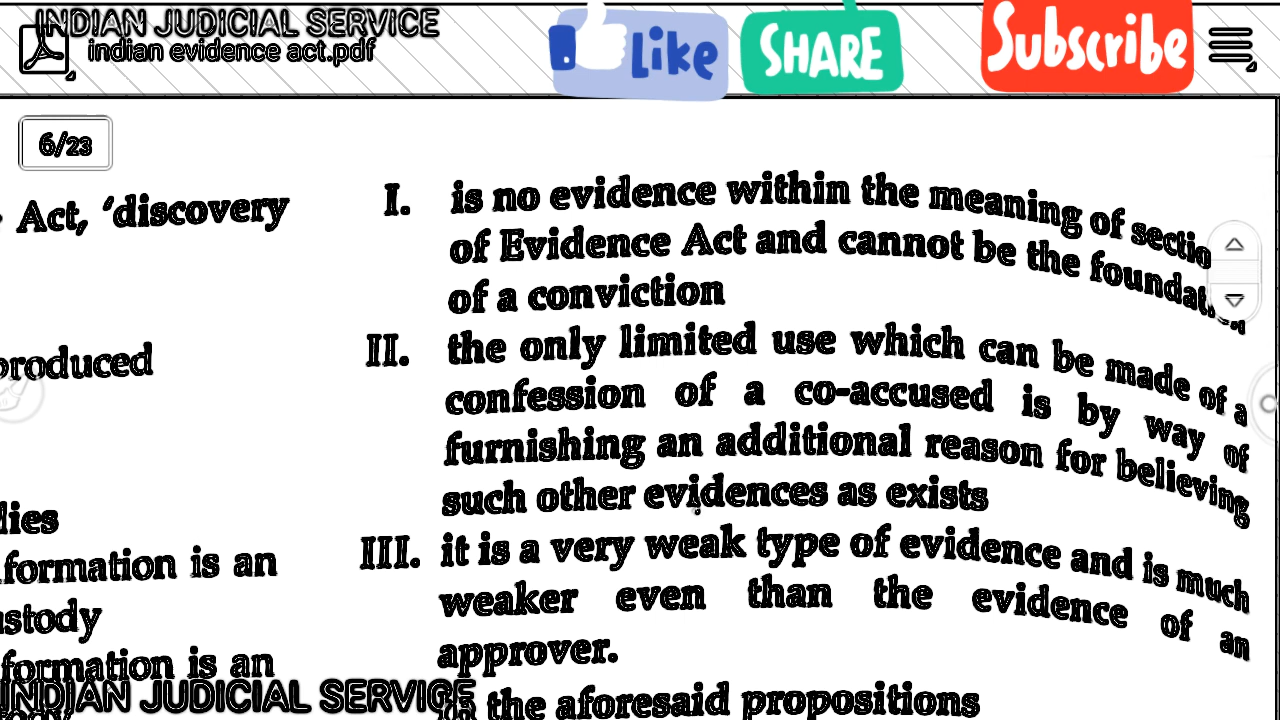 INDIAN JUDICIAL SERVICE
indian evidence act.pdf
Like
SHARE
Subscribe
6/23
Act, ‘discovery
produced
formation is an
formation is an
I. is no evidence within the meaning of
of Evidence Act and cannot be the
of a conviction
II. the only limited use which can be made of a
confession of a co-accused is by way of
furnishing an additional reason for believing
such other evidences as exists
III. it is a very weak type of evidence and is much
weaker even than the evidence of an
approver.
the aforesaid propositions
INDIAN JUDICIAL SERVICE